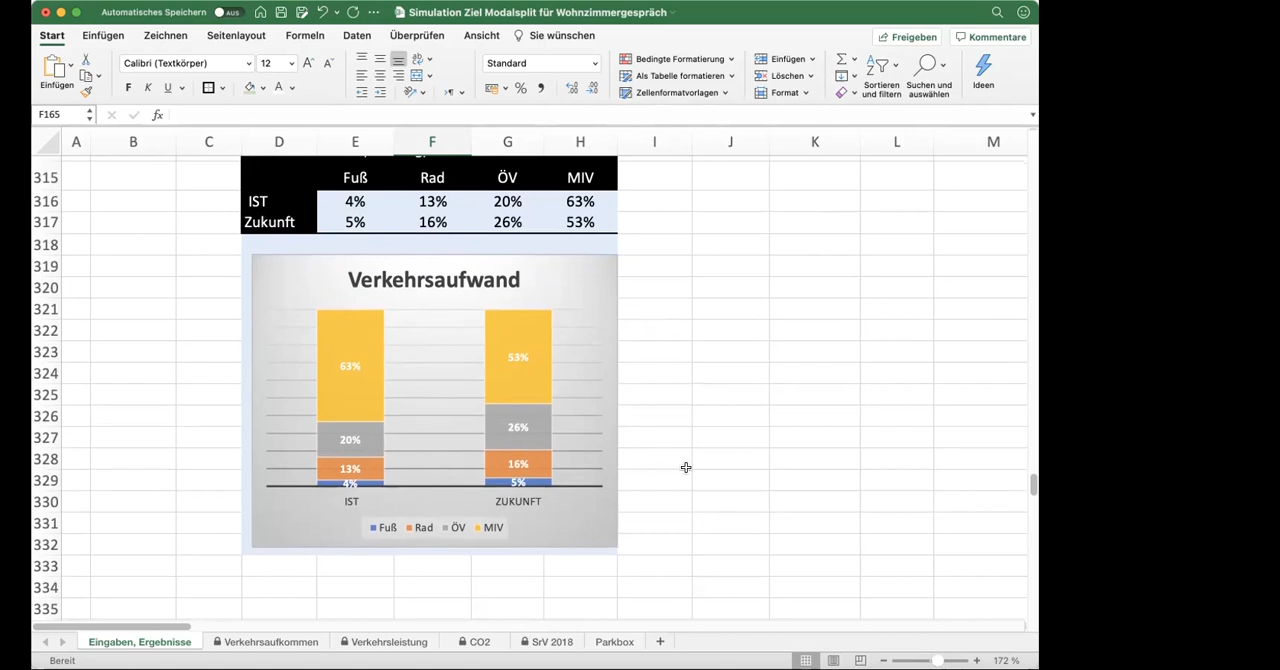 Automatisches Speichern AUS Simulation Ziel Modalsplit für Wohnzimmergespräch
Start Einfügen Zeichnen Seitenlayout Formeln Daten Überprüfen Ansicht Sie wünschen Freigeben Kommentare
Einfügen
Calibri (Textkörper) 12
F K U A
ab
Standard
% 000
Bedingte Formatierung
Als Tabelle formatieren
Zellenformatvorlagen
Einfügen
Löschen
Format
Sortieren
und filtern
Suchen und
auswählen
Ideen
F165 fx
A B C D E F G H I J K L M
315 Fuß Rad ÖV MIV
316 IST 4% 13% 20% 63%
317 Zukunft 5% 16% 26% 53%
318
319
Verkehrsaufwand
320
321
322
323
63% 53%
324
325
326
327
20% 26%
328
13% 16%
329
4% 5%
330
IST ZUKUNFT
331
Fuß Rad ÖV MIV
332
333
334
335
Eingaben, Ergebnisse Verkehrsaufkommen Verkehrsleistung CO2 SrV 2018 Parkbox +
Bereit 172 %